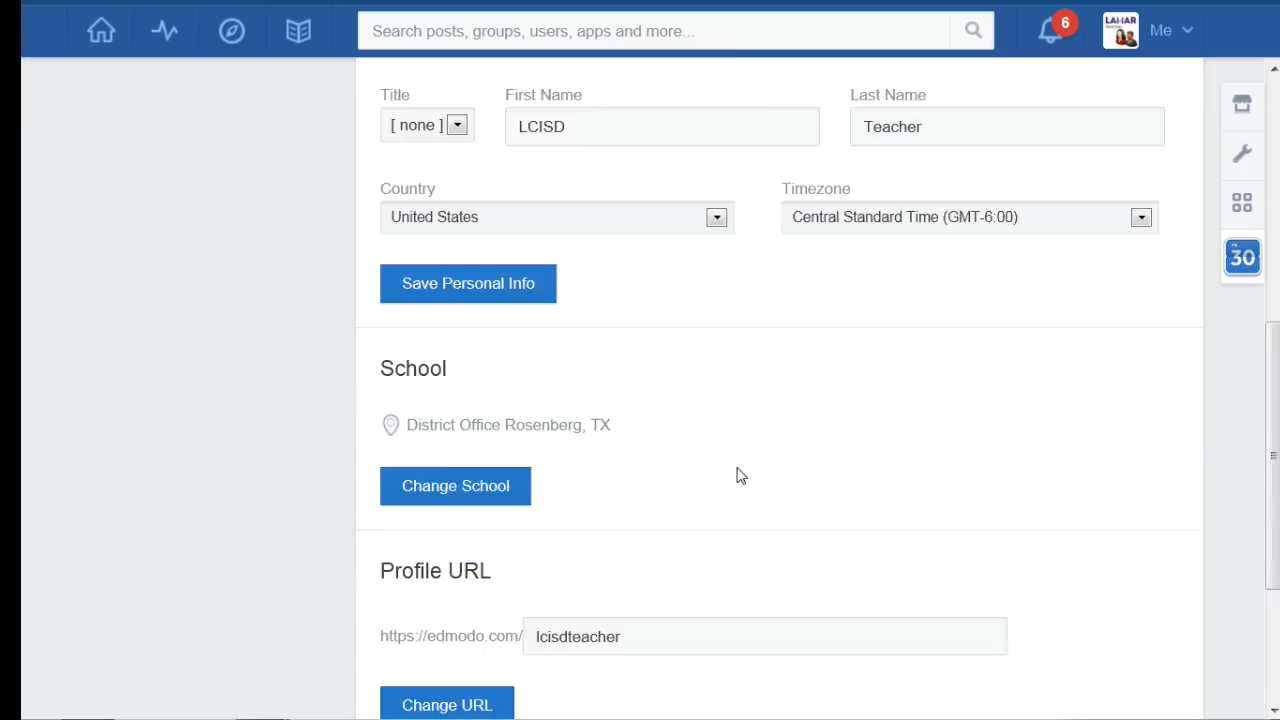 Search posts, groups, users, apps and more...
6
LAMAR
Me
Title
First Name
Last Name
[ none ]
LCISD
Teacher
Country
Timezone
United States
Central Standard Time (GMT-6:00)
30
Save Personal Info
School
District Office Rosenberg, TX
Change School
Profile URL
https://edmodo.com/
lcisdteacher
Change URL